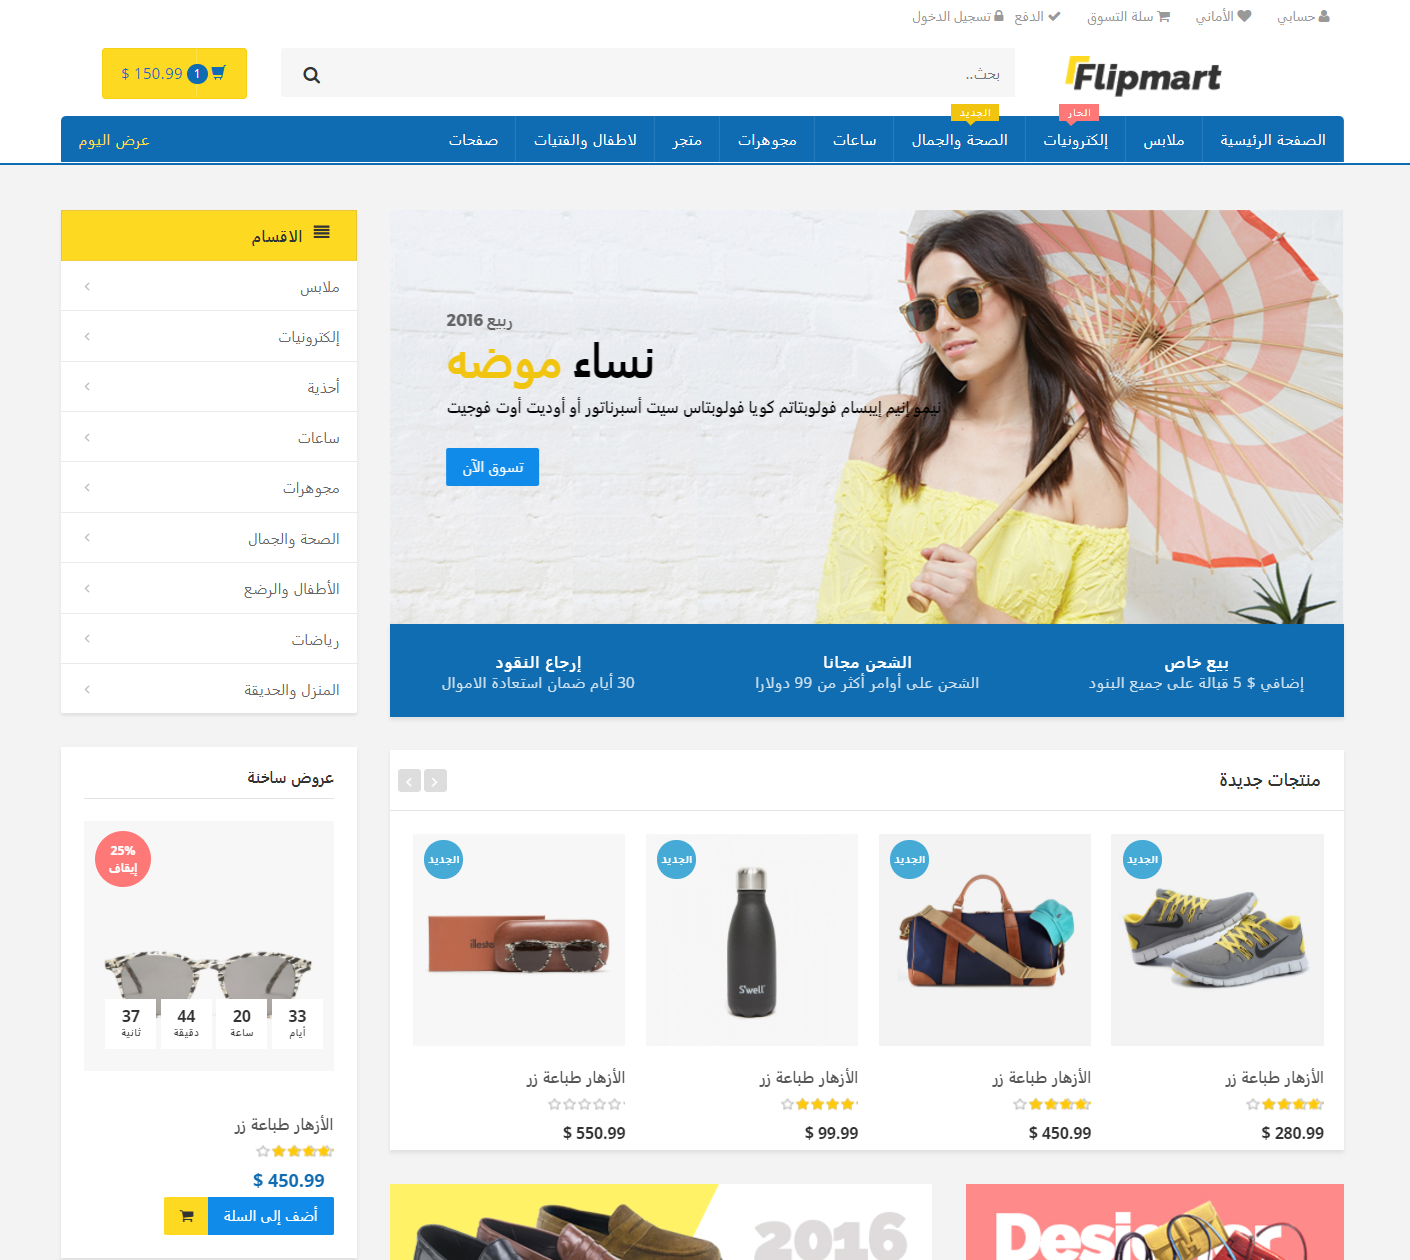 حسابي
الأماني
سلة التسوق
الدفع
تسجيل الدخول
Flipmart
بحث..
1 150.99 $
الجديد
الحار
الصفحة الرئيسية
ملابس
إلكترونيات
الصحة والجمال
ساعات
مجوهرات
متجر
لاطفال والفتيات
صفحات
عرض اليوم
الاقسام
ملابس
إلكترونيات
أحذية
ساعات
مجوهرات
الصحة والجمال
الأطفال والرضع
رياضات
المنزل والحديقة
ربيع 2016
نساء موضه
نيمو إنيم إيبسام فولوبتاتم كويا فولوبتاس سيت أسبرناتور أو أوديت أوت فوجيت
تسوق الآن
بيع خاص
إضافي $ 5 قبالة على جميع البنود
الشحن مجانا
الشحن على أوامر أكثر من 99 دولارا
إرجاع النقود
30 أيام ضمان استعادة الاموال
منتجات جديدة
الجديد
الأزهار طباعة زر
280.99 $
الجديد
الأزهار طباعة زر
450.99 $
الجديد
S'well
الأزهار طباعة زر
99.99 $
الجديد
illesto
الأزهار طباعة زر
550.99 $
عروض ساخنة
25%
إيقاف
33
أيام
20
ساعة
44
دقيقة
37
ثانية
الأزهار طباعة زر
450.99 $
أضف إلى السلة
2016
Designer